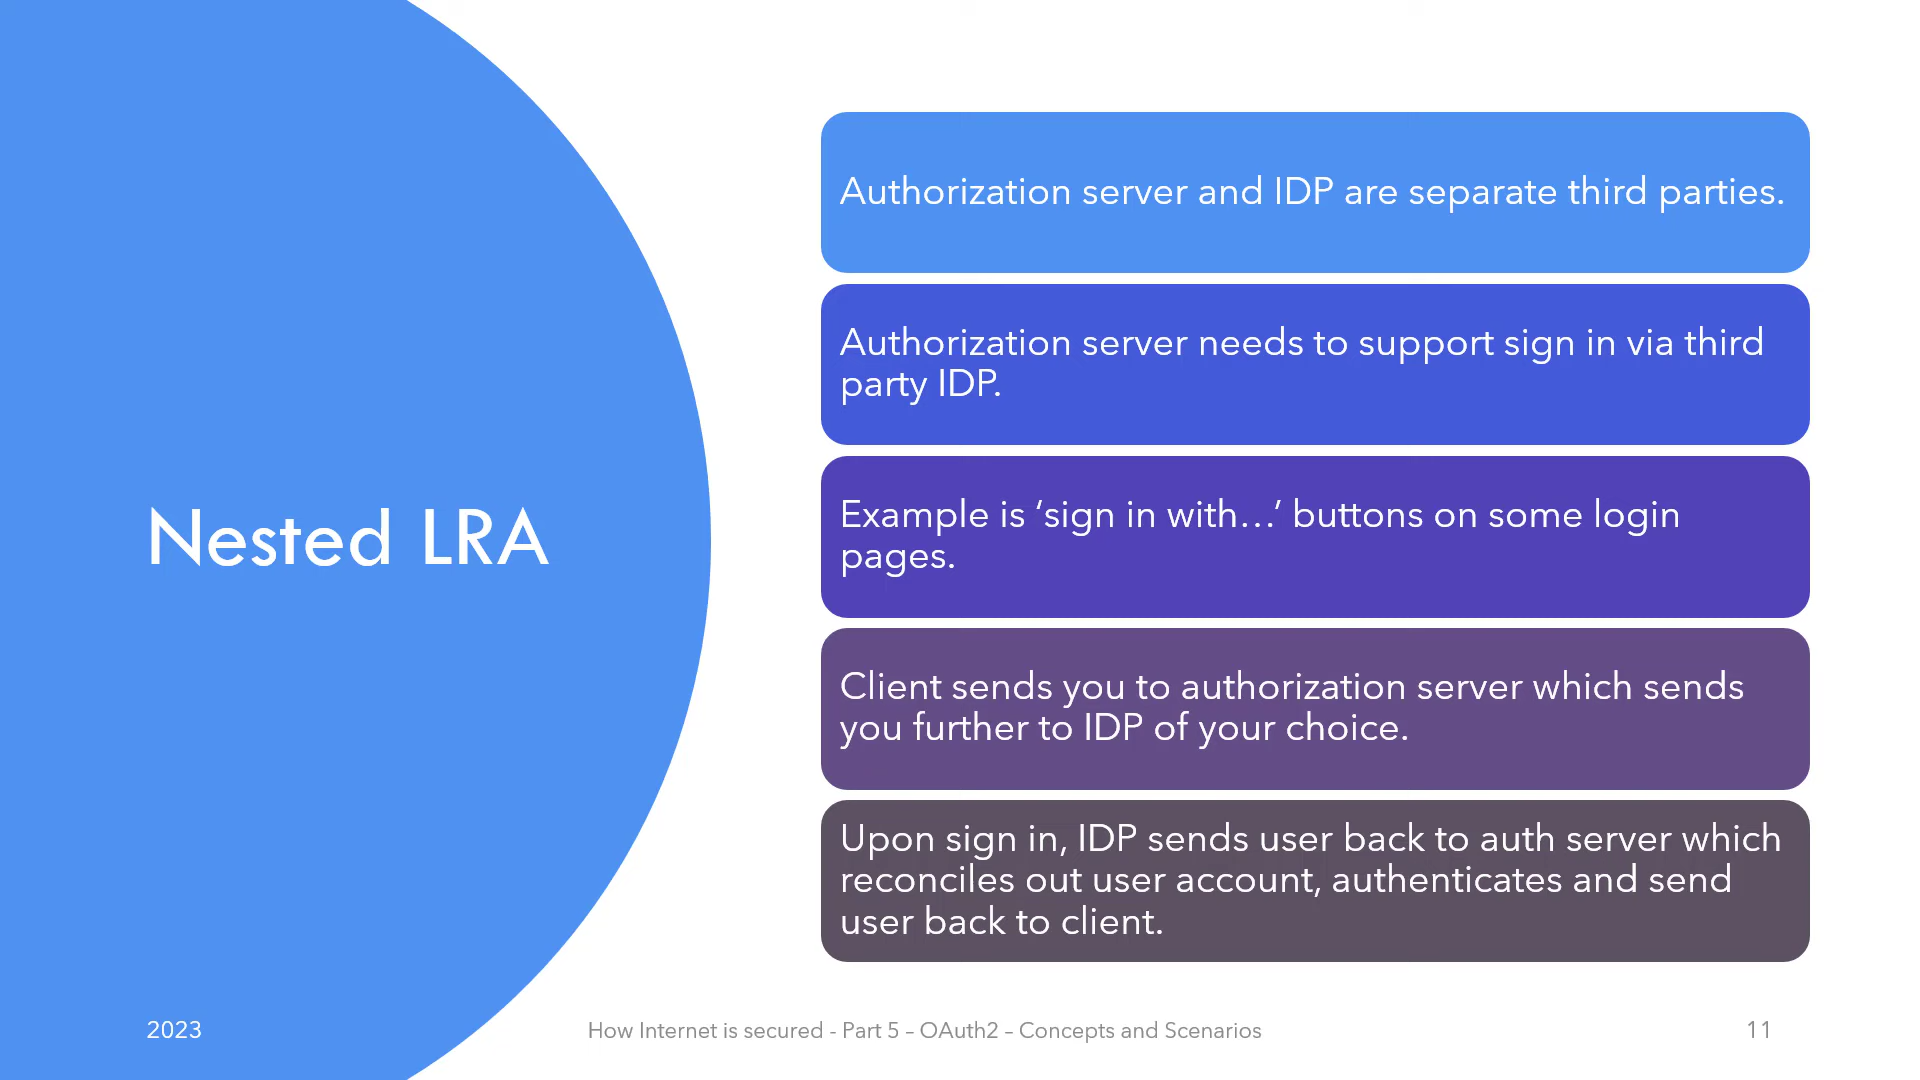 Nested LRA
Authorization server and IDP are separate third parties.
Authorization server needs to support sign in via third
party IDP.
Example is ‘sign in with…’ buttons on some login
pages.
Client sends you to authorization server which sends
you further to IDP of your choice.
Upon sign in, IDP sends user back to auth server which
reconciles out user account, authenticates and send
user back to client.
2023
How Internet is secured - Part 5 – OAuth2 – Concepts and Scenarios
11